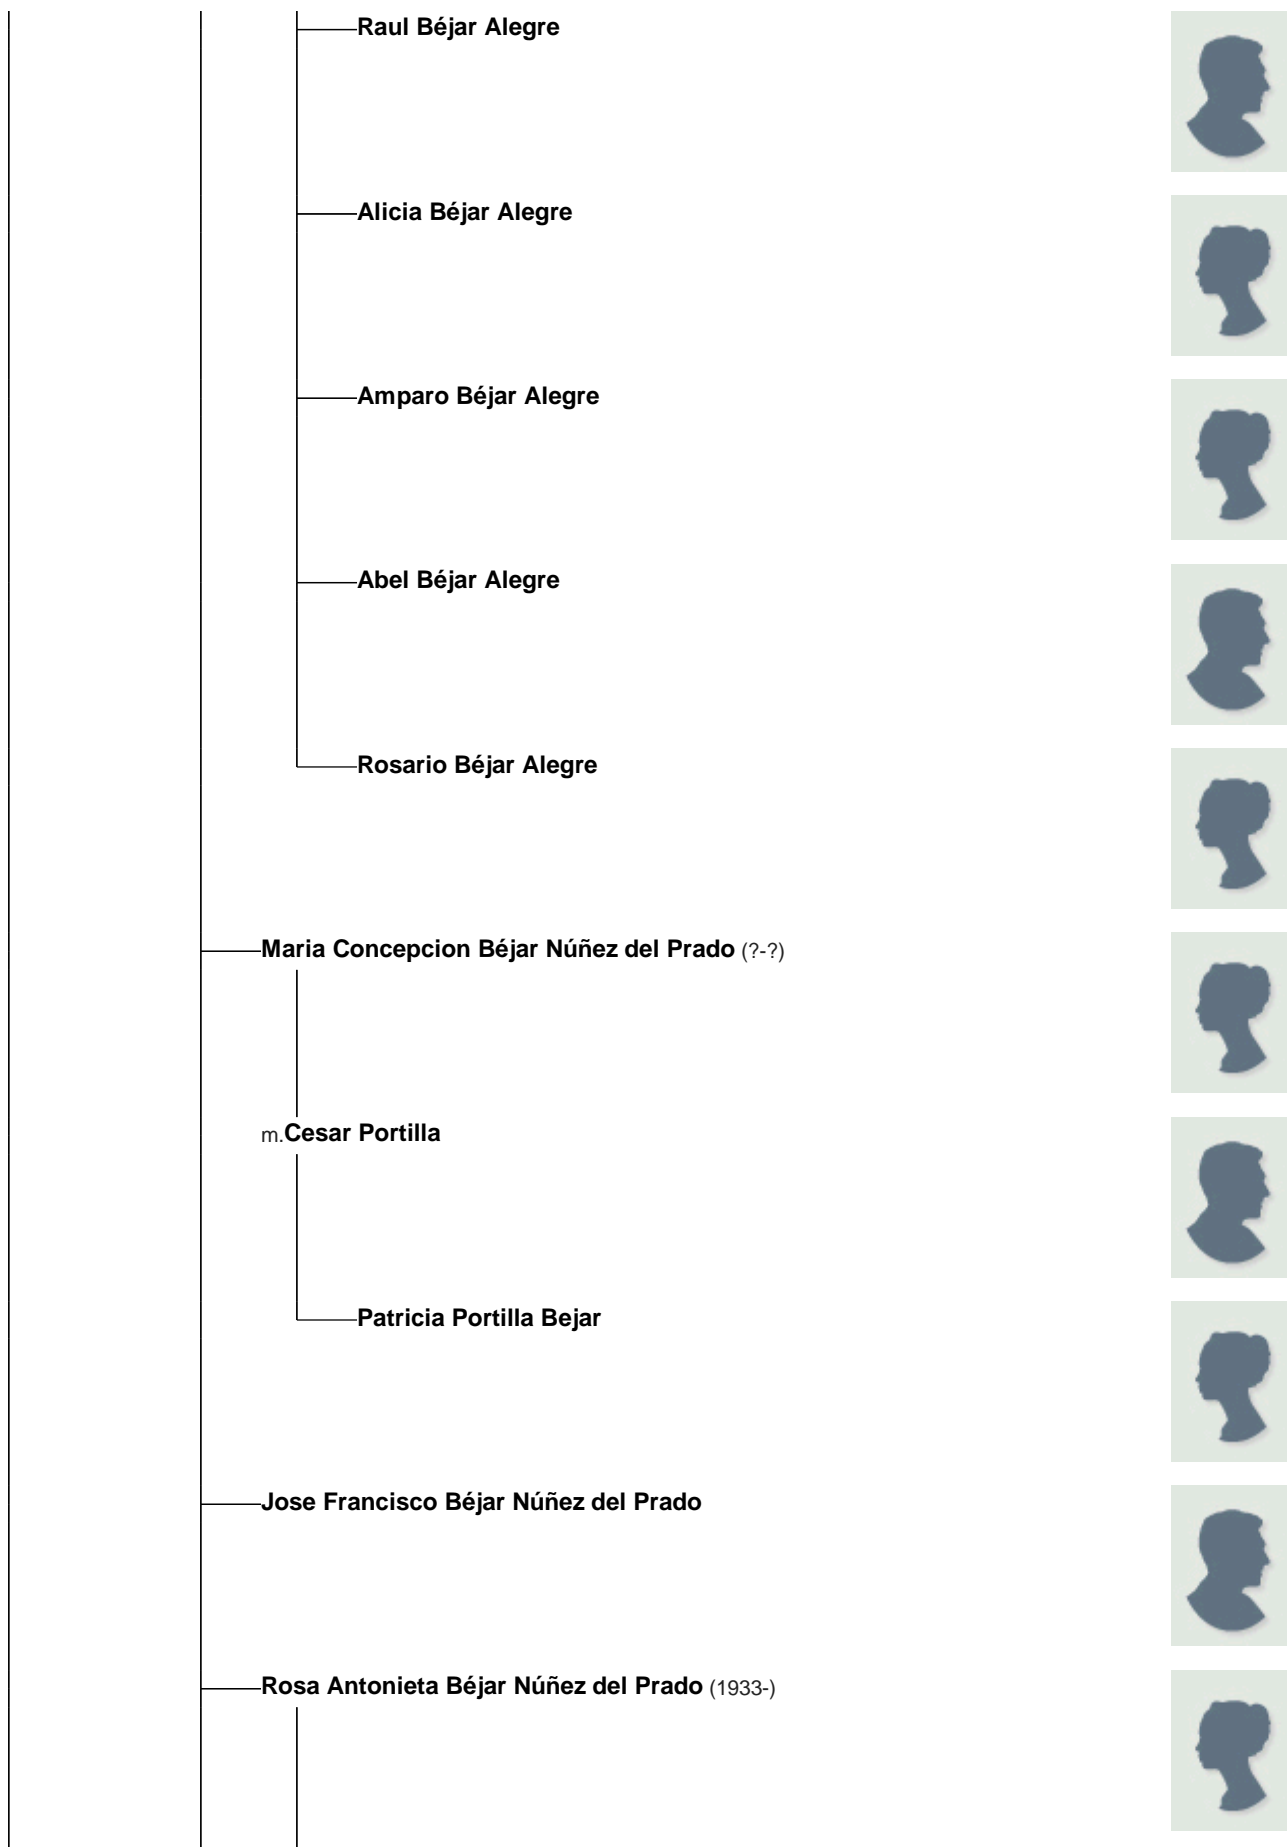 Raul Béjar Alegre
Alicia Béjar Alegre
Amparo Béjar Alegre
Abel Béjar Alegre
Rosario Béjar Alegre
Maria Concepcion Béjar Núñez del Prado (?-?)
m.Cesar Portilla
Patricia Portilla Bejar
Jose Francisco Béjar Núñez del Prado
Rosa Antonieta Béjar Núñez del Prado (1933-)